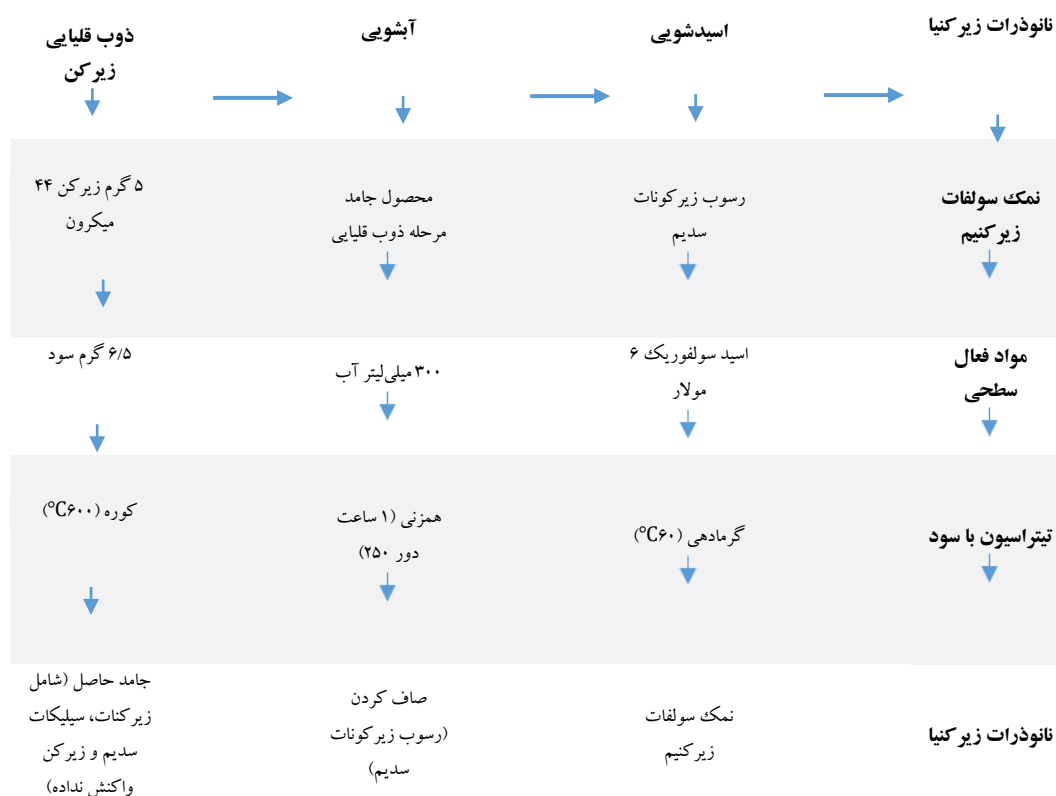 ذوب قلیایی
زیرکن
۵ گرم زیرکن ۴۴
میکرون
۶/۵ گرم سود
کوره (۶۰۰°C)
جامد حاصل (شامل
زیرکنات، سیلیکات
سدیم و زیرکن
واکنش نداده)
آبشویی
محصول جامد
مرحله ذوب قلیایی
۳۰۰ میلی‌لیتر آب
همزنی (۱ ساعت
دور ۲۵۰)
صاف کردن
(رسوب زیرکونات
سدیم)
اسیدشویی
رسوب زیرکونات
سدیم
اسید سولفوریک ۶
مولار
گرمادهی (۶۰°C)
نمک سولفات
زیرکنیم
نانوذرات زیرکنیا
نمک سولفات
زیرکنیم
مواد فعال
سطحی
تیتراسیون با سود
نانوذرات زیرکنیا